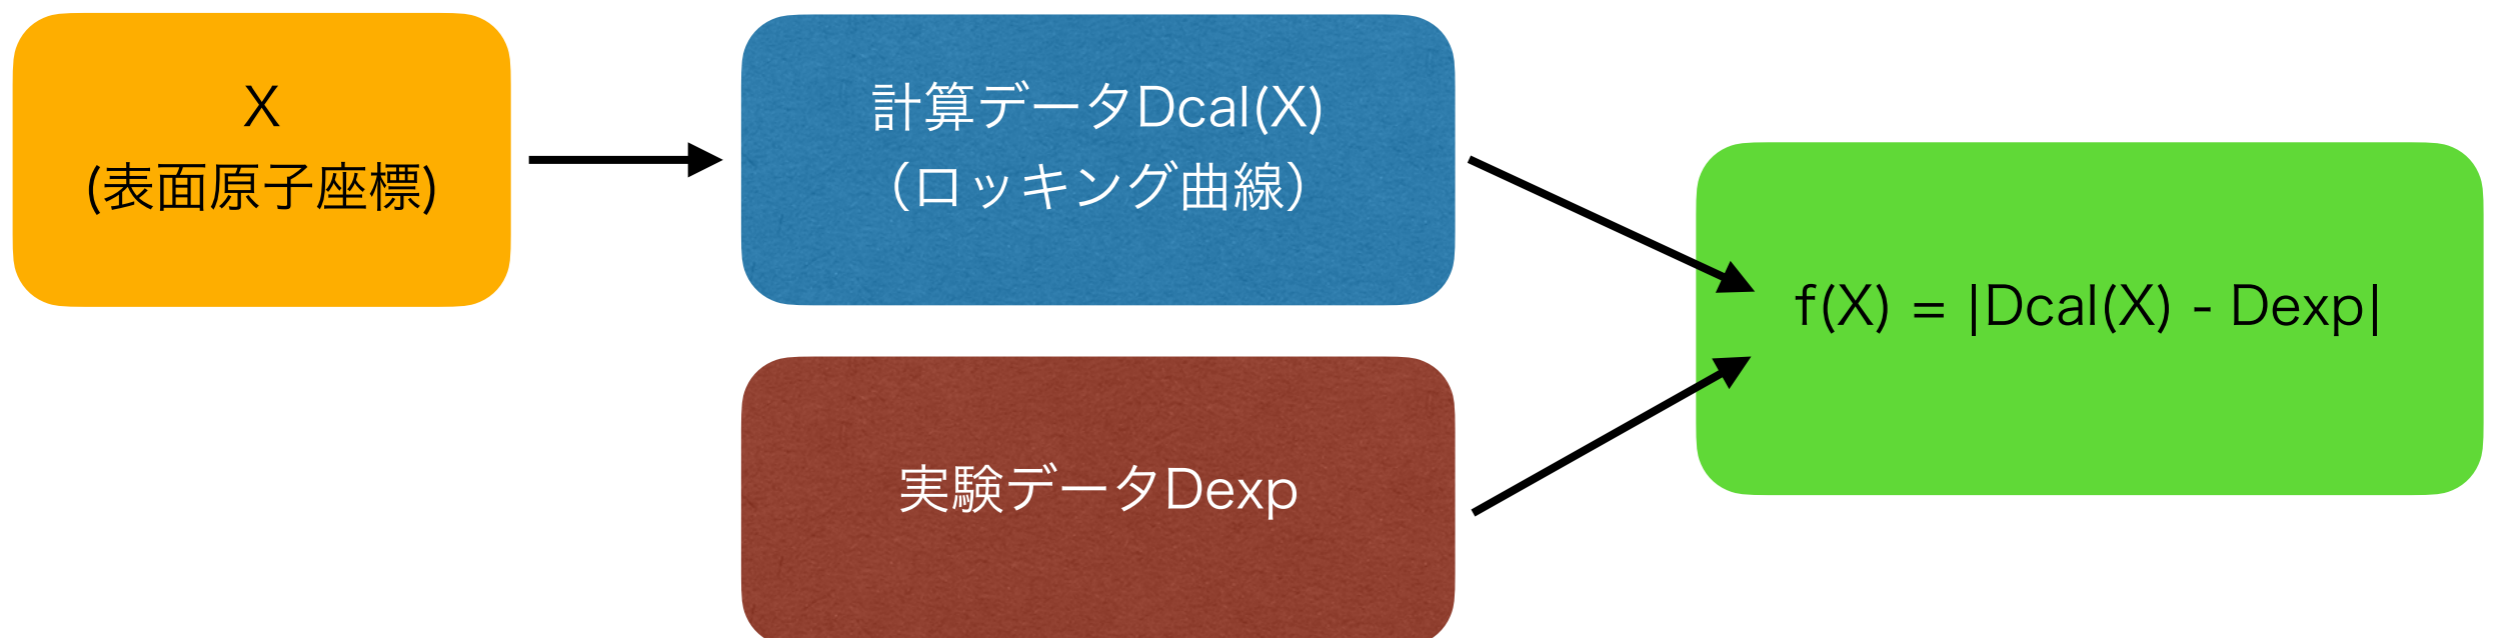 X
(表面原子座標)
計算データDcal(X)
（ロッキング曲線）
実験データDexp
f(X) = |Dcal(X) - Dexp|